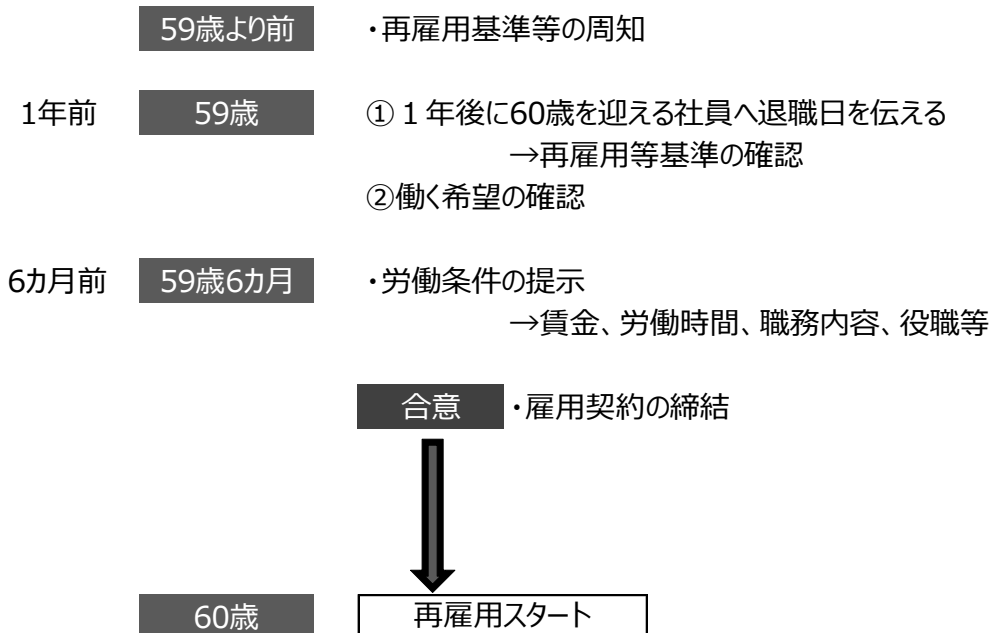 59歳より前 ・再雇用基準等の周知
1年前 59歳 ①１年後に60歳を迎える社員へ退職日を伝える
→再雇用等基準の確認
②働く希望の確認
6カ月前 59歳6カ月 ・労働条件の提示
→賃金、労働時間、職務内容、役職等
合意 ・雇用契約の締結
60歳 再雇用スタート